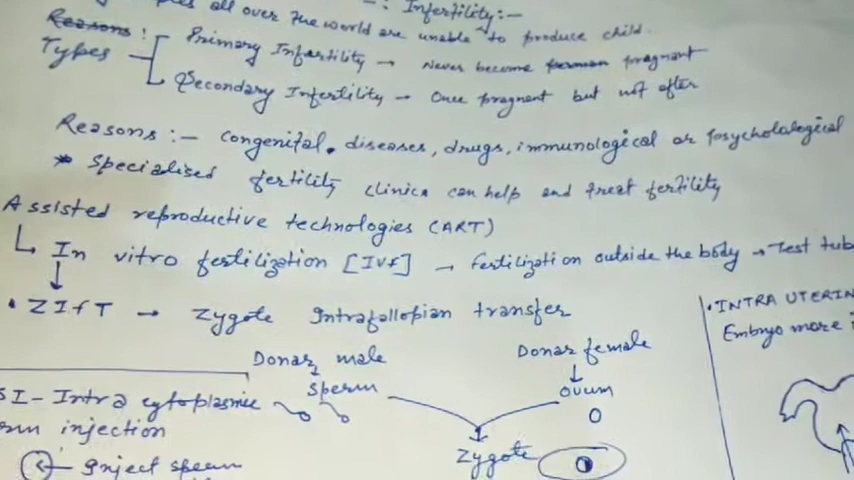 Infertility:-
all over the world are unable to produce child.
Reasons:
Types
Primary Infertility → Never become pregnant
Secondary Infertility → Once pregnant but not after
Reasons:- Congenital. diseases, drugs, immunological or Psycholalogical
* Specialised fertility clinics can help and treat fertility
Assisted reproductive technologies (ART)
In vitro fertilization [IVF] → Fertilization outside the body → Test tub
• ZIFT → Zygote Intrafallopian transfer
• INTRA UTERIN
Embryo more
Donar male
Donar female
Sperm
Ovum
SI - Intra cytoplasmic
injection
Inject sperm
Zygote